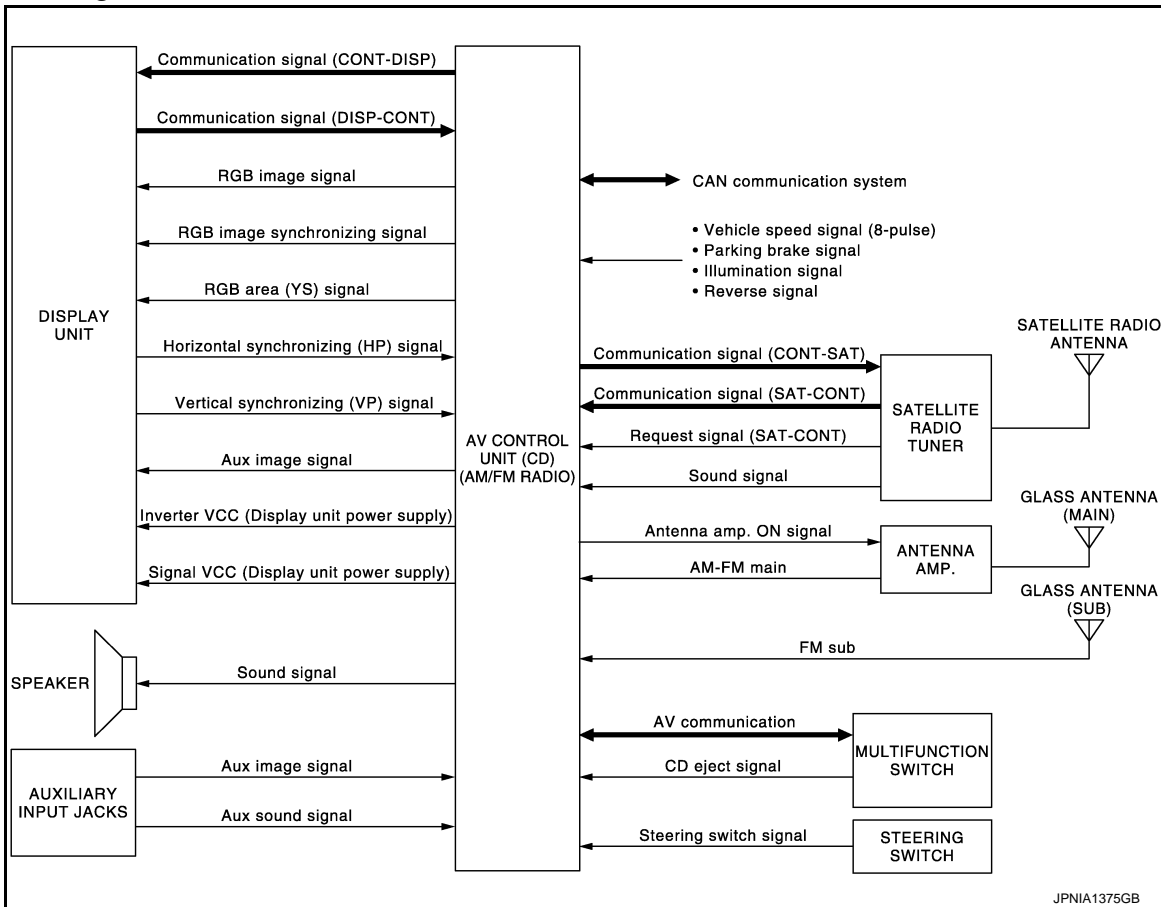 Communication signal (CONT-DISP)
Communication signal (DISP-CONT)
RGB image signal
RGB image synchronizing signal
RGB area (YS) signal
DISPLAY
UNIT
Horizontal synchronizing (HP) signal
Vertical synchronizing (VP) signal
Aux image signal
Inverter VCC (Display unit power supply)
Signal VCC (Display unit power supply)
SPEAKER
Sound signal
AUXILIARY
INPUT JACKS
Aux image signal
Aux sound signal
AV CONTROL
UNIT (CD)
(AM/FM RADIO)
CAN communication system
• Vehicle speed signal (8-pulse)
• Parking brake signal
• Illumination signal
• Reverse signal
SATELLITE RADIO
ANTENNA
Communication signal (CONT-SAT)
Communication signal (SAT-CONT)
Request signal (SAT-CONT)
Sound signal
SATELLITE
RADIO
TUNER
GLASS ANTENNA
(MAIN)
Antenna amp. ON signal
AM-FM main
ANTENNA
AMP.
GLASS ANTENNA
(SUB)
FM sub
AV communication
CD eject signal
MULTIFUNCTION
SWITCH
Steering switch signal
STEERING
SWITCH
JPNIA1375GB